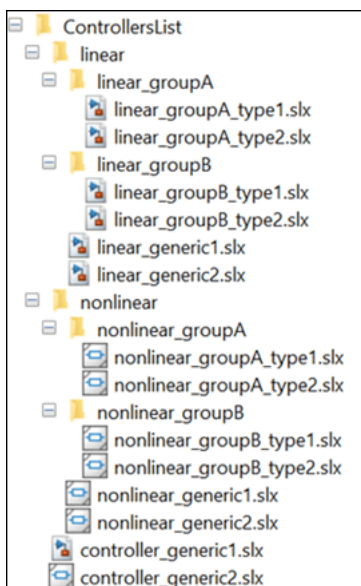 ControllersList
linear
linear_groupA
linear_groupA_type1.slx
linear_groupA_type2.slx
linear_groupB
linear_groupB_type1.slx
linear_groupB_type2.slx
linear_generic1.slx
linear_generic2.slx
nonlinear
nonlinear_groupA
nonlinear_groupA_type1.slx
nonlinear_groupA_type2.slx
nonlinear_groupB
nonlinear_groupB_type1.slx
nonlinear_groupB_type2.slx
nonlinear_generic1.slx
nonlinear_generic2.slx
controller_generic1.slx
controller_generic2.slx